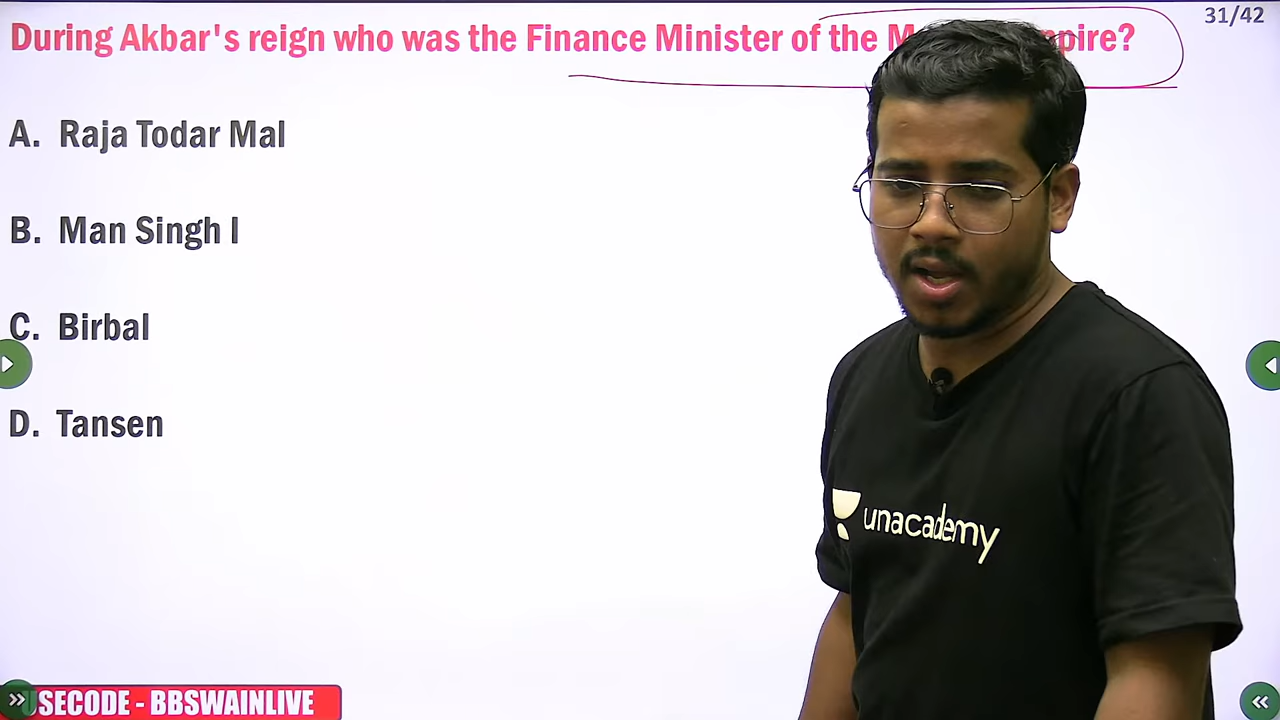 31/42
During Akbar's reign who was the Finance Minister of the
A. Raja Todar Mal
B. Man Singh I
C. Birbal
D. Tansen
unacademy
SECODE - BBSWAINLIVE